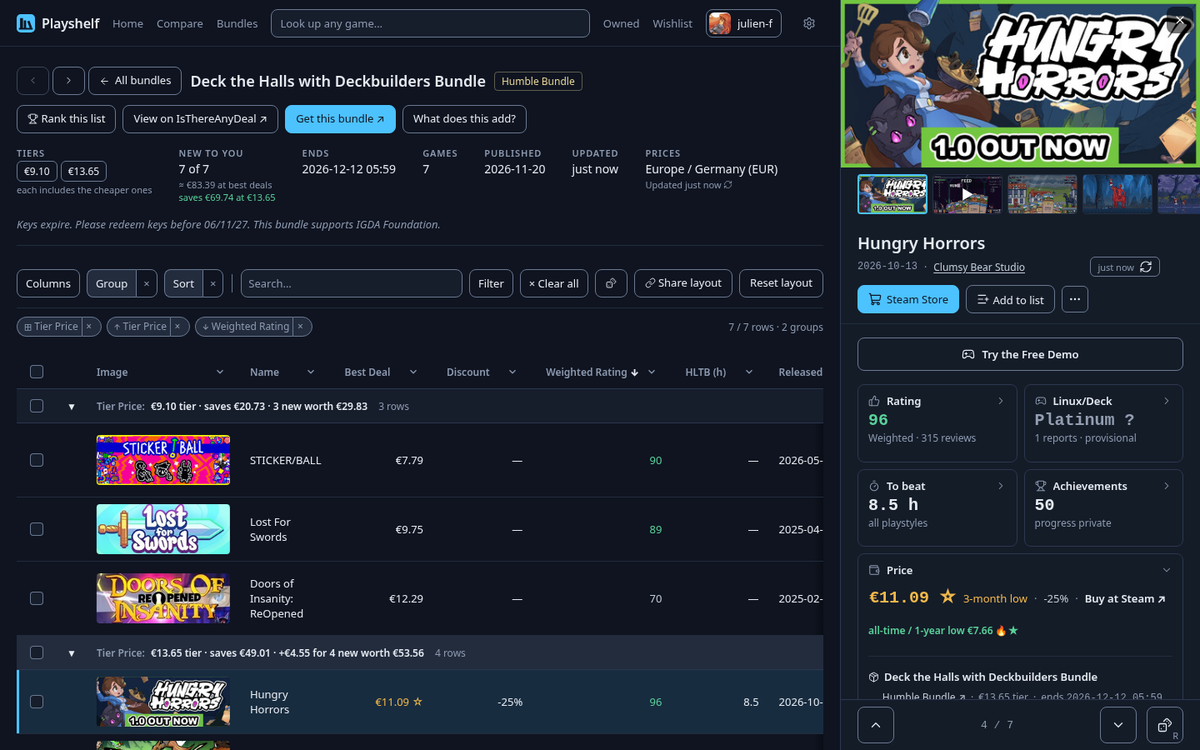 Playshelf
Home
Compare
Bundles
Look up any game...
Owned
Wishlist
julien-f
← All bundles
Deck the Halls with Deckbuilders Bundle
Humble Bundle
Rank this list
View on IsThereAnyDeal ↗
Get this bundle ↗
What does this add?
TIERS
€9.10 €13.65
each includes the cheaper ones
NEW TO YOU
7 of 7
≈ €83.39 at best deals
saves €69.74 at €13.65
ENDS
2026-12-12 05:59
GAMES
7
PUBLISHED
2026-11-20
UPDATED
just now
PRICES
Europe / Germany (EUR)
Updated just now
Keys expire. Please redeem keys before 06/11/27. This bundle supports IGDA Foundation.
Columns
Group ×
Sort ×
Search...
Filter
× Clear all
Share layout
Reset layout
Tier Price ×
↑ Tier Price ×
↓ Weighted Rating ×
7 / 7 rows · 2 groups
Image Name Best Deal Discount Weighted Rating ↓ HLTB (h) Released
▼ Tier Price: €9.10 tier · saves €20.73 · 3 new worth €29.83 3 rows
STICKER/BALL
STICKER/BALL €7.79 — 90 — 2026-05-
Lost for Swords
Lost For
Swords
€9.75 — 89 — 2025-04-
DOORS OF
REOPENED
INSANITY
Doors of
Insanity:
ReOpened
€12.29 — 70 — 2025-02-
▼ Tier Price: €13.65 tier · saves €49.01 · +€4.55 for 4 new worth €53.56 4 rows
HUNGRY
HORRORS
1.0 OUT NOW
Hungry
Horrors
€11.09 ☆ -25% 96 8.5 2026-10-
HUNGRY
HORRORS
1.0 OUT NOW
Hungry Horrors
2026-10-13 · Clumsy Bear Studio
just now
Steam Store
Add to list
···
Try the Free Demo
Rating
96
Weighted · 315 reviews
Linux/Deck
Platinum ?
1 reports · provisional
To beat
8.5 h
all playstyles
Achievements
50
progress private
Price
€11.09 ☆ 3-month low · -25% · Buy at Steam ↗
all-time / 1-year low €7.66 🔥★
Deck the Halls with Deckbuilders Bundle
Humble Bundle ↗ · €13.65 tier · ends 2026-12-12 05:59
4 / 7
R